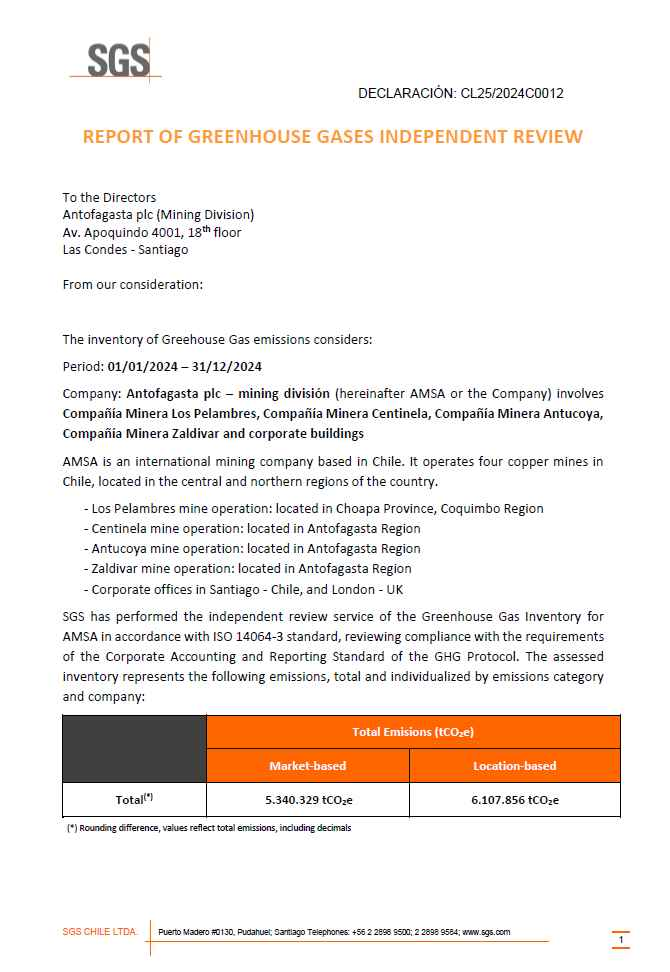 SGS
DECLARACIÓN: CL25/2024C0012
REPORT OF GREENHOUSE GASES INDEPENDENT REVIEW
To the Directors
Antofagasta plc (Mining Division)
Av. Apoquindo 4001, 18th floor
Las Condes - Santiago
From our consideration:
The inventory of Greehouse Gas emissions considers:
Period: 01/01/2024 – 31/12/2024
Company: Antofagasta plc – mining división (hereinafter AMSA or the Company) involves
Compañía Minera Los Pelambres, Compañía Minera Centinela, Compañía Minera Antucoya,
Compañía Minera Zaldivar and corporate buildings
AMSA is an international mining company based in Chile. It operates four copper mines in
Chile, located in the central and northern regions of the country.
- Los Pelambres mine operation: located in Choapa Province, Coquimbo Region
- Centinela mine operation: located in Antofagasta Region
- Antucoya mine operation: located in Antofagasta Region
- Zaldivar mine operation: located in Antofagasta Region
- Corporate offices in Santiago - Chile, and London - UK
SGS has performed the independent review service of the Greenhouse Gas Inventory for
AMSA in accordance with ISO 14064-3 standard, reviewing compliance with the requirements
of the Corporate Accounting and Reporting Standard of the GHG Protocol. The assessed
inventory represents the following emissions, total and individualized by emissions category
and company:
Total Emisions (tCO₂e)
Market-based Location-based
Total(*) 5.340.329 tCO₂e 6.107.856 tCO₂e
(*) Rounding difference, values reflect total emissions, including decimals
SGS CHILE LTDA. Puerto Madero #0130, Pudahuel; Santiago Telephones: +56 2 2898 9500; 2 2898 9584; www.sgs.com
1